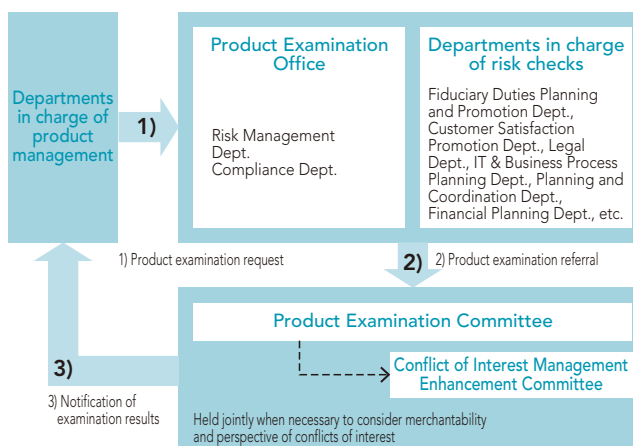 Departments
in charge of
product
management
1)
Product Examination
Office
Risk Management
Dept.
Compliance Dept.
Departments in charge
of risk checks
Fiduciary Duties Planning
and Promotion Dept.,
Customer Satisfaction
Promotion Dept., Legal
Dept., IT & Business Process
Planning Dept., Planning and
Coordination Dept.,
Financial Planning Dept., etc.
1) Product examination request
2)
2) Product examination referral
Product Examination Committee
Conflict of Interest Management
Enhancement Committee
3)
3) Notification of
examination results
Held jointly when necessary to consider merchantability
and perspective of conflicts of interest